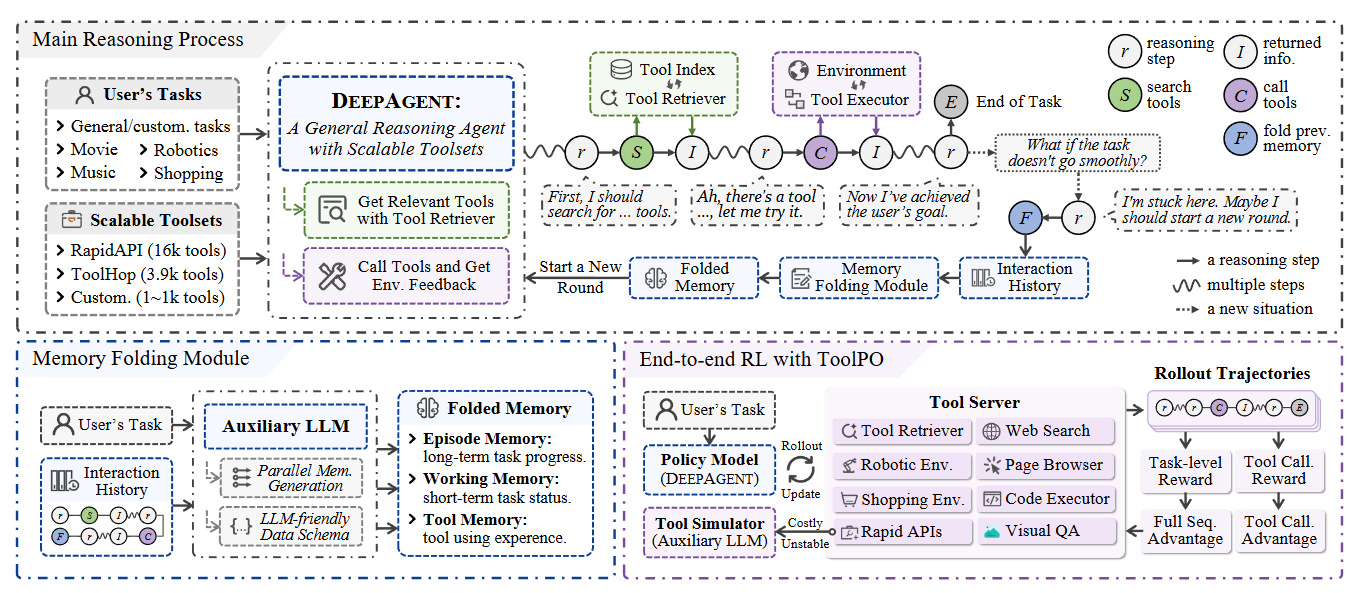 Main Reasoning Process
User's Tasks
General/custom. tasks
Movie
Robotics
Music
Shopping
Scalable Toolsets
RapidAPI (16k tools)
ToolHop (3.9k tools)
Custom. (1~1k tools)
DEEPAGENT:
A General Reasoning Agent
with Scalable Toolsets
Get Relevant Tools
with Tool Retriever
Call Tools and Get
Env. Feedback
Tool Index
Tool Retriever
Environment
Tool Executor
E
End of Task
r
S
I
r
C
I
r
First, I should
search for ... tools.
Ah, there's a tool
..., let me try it.
Now I've achieved
the user's goal.
What if the task
doesn't go smoothly?
F
r
I'm stuck here. Maybe I
should start a new round.
Start a New
Round
Folded
Memory
Memory
Folding Module
Interaction
History
r
reasoning
step
I
returned
info.
S
search
tools
C
call
tools
F
fold prev.
memory
a reasoning step
multiple steps
a new situation
Memory Folding Module
User's Task
Interaction
History
r
S
I
r
F
r
I
C
Auxiliary LLM
Parallel Mem.
Generation
{...}
LLM-friendly
Data Schema
Folded Memory
Episode Memory:
long-term task progress.
Working Memory:
short-term task status.
Tool Memory:
tool using experence.
End-to-end RL with ToolPO
User's Task
Policy Model
(DEEPAGENT)
Tool Simulator
(Auxiliary LLM)
Rollout
Update
Costly
Unstable
Tool Server
Tool Retriever
Web Search
Robotic Env.
Page Browser
Shopping Env.
Code Executor
Rapid APIs
Visual QA
Rollout Trajectories
r
r
C
I
r
E
Task-level
Reward
Tool Call.
Reward
Full Seq.
Advantage
Tool Call.
Advantage